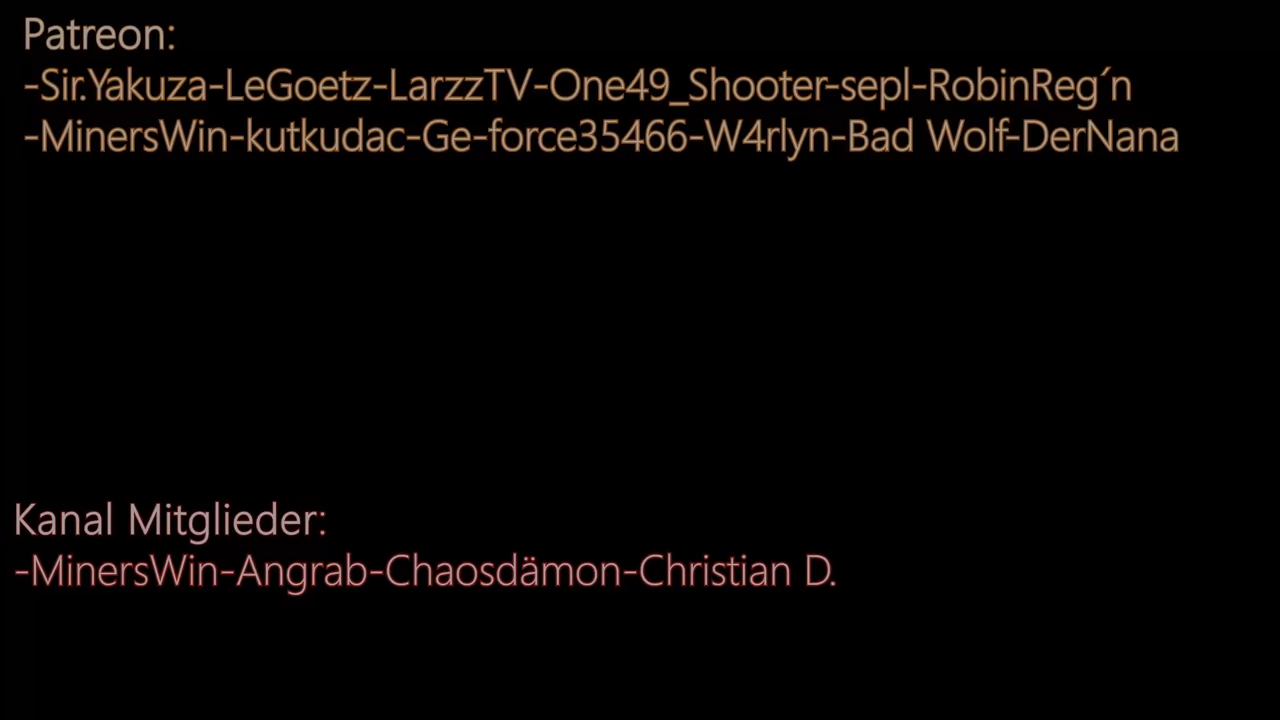 Patreon:
-Sir.Yakuza-LeGoetz-LarzzTV-One49_Shooter-sepl-RobinReg´n
-MinersWin-kutkudac-Ge-force35466-W4rlyn-Bad Wolf-DerNana
Kanal Mitglieder:
-MinersWin-Angrab-Chaosdämon-Christian D.